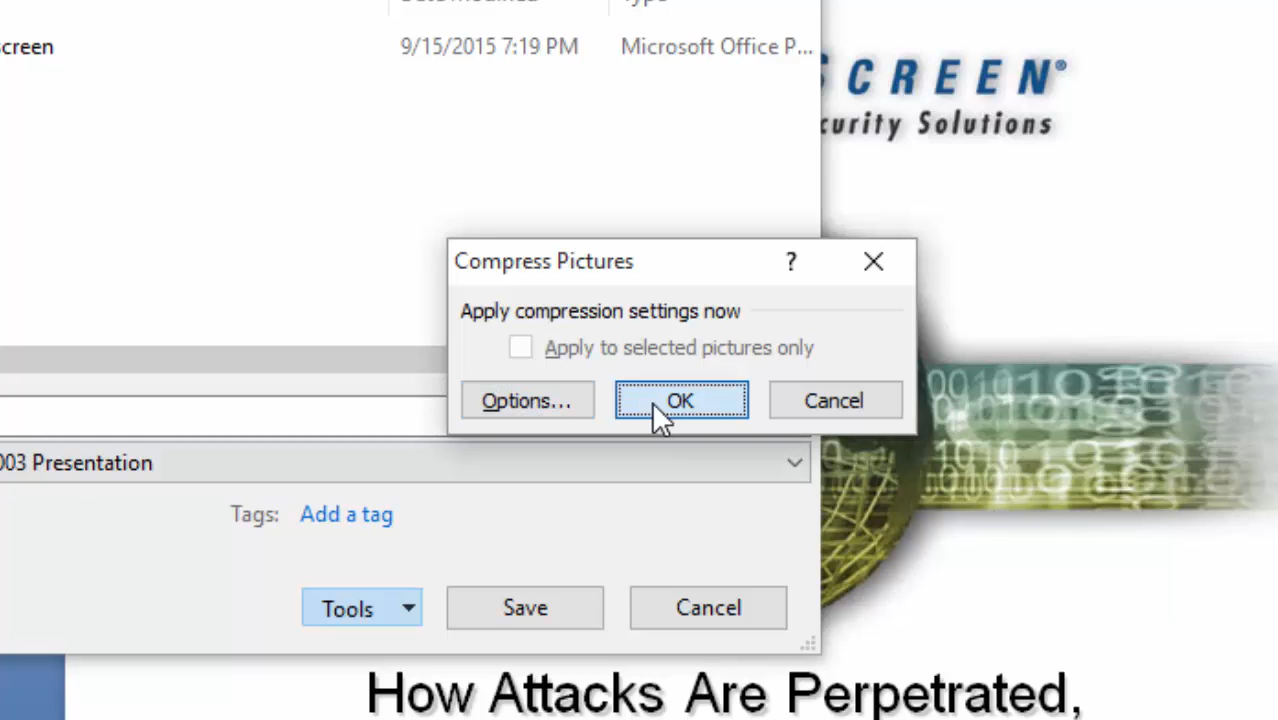 screen
9/15/2015 7:19 PM
Microsoft Office P...
SCREEN®
curity Solutions
Compress Pictures
?
Apply compression settings now
Apply to selected pictures only
Options...
OK
Cancel
003 Presentation
Tags:
Add a tag
Tools
Save
Cancel
How Attacks Are Perpetrated,